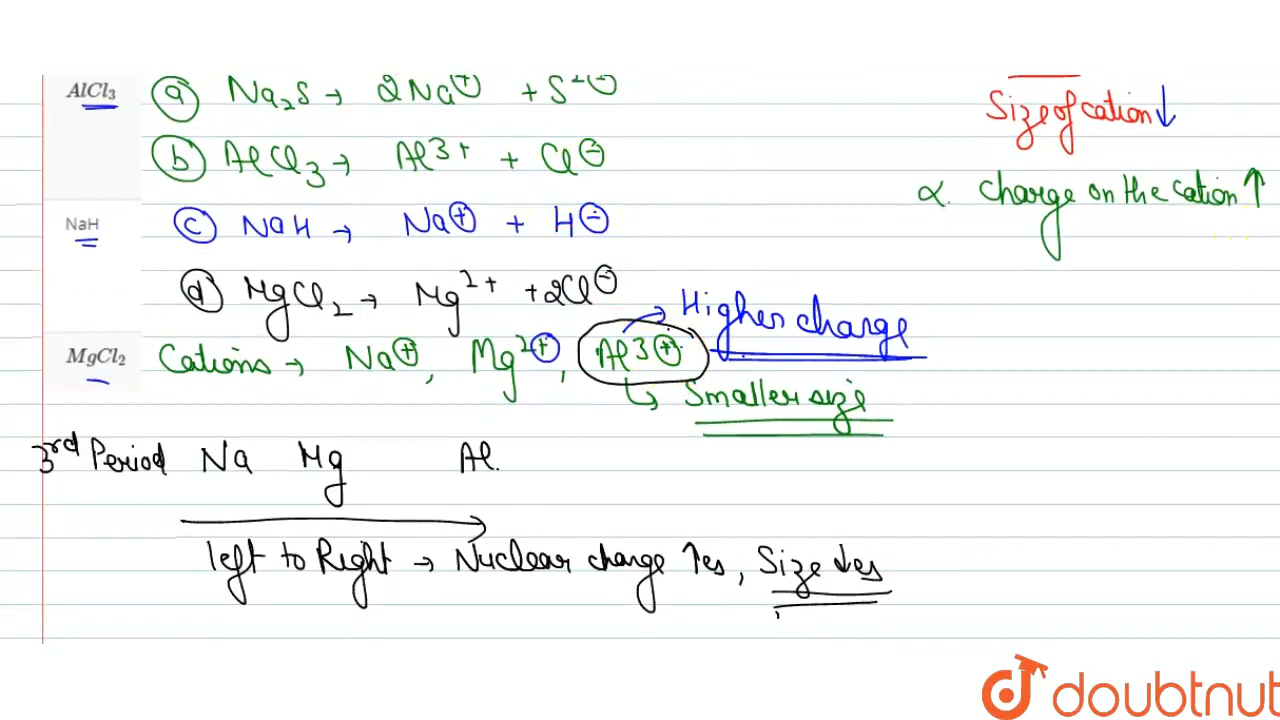 AlCl₃ (a) Na₂S → 2Na⊕ + S²⊖
(b) AlCl₃ → Al³⁺ + Cl⊖
NaH (c) NaH → Na⊕ + H⊖
(d) MgCl₂ → Mg²⁺ + 2Cl⊖
Size of cation ↓
α charge on the cation ↑
→ Higher charge
MgCl₂ Cations → Na⊕, Mg²⊕, Al³⊕
↳ Smaller size
3rd Period Na Mg Al.
left to Right → Nuclear charge ↑es, Size ↓es
doubtnut